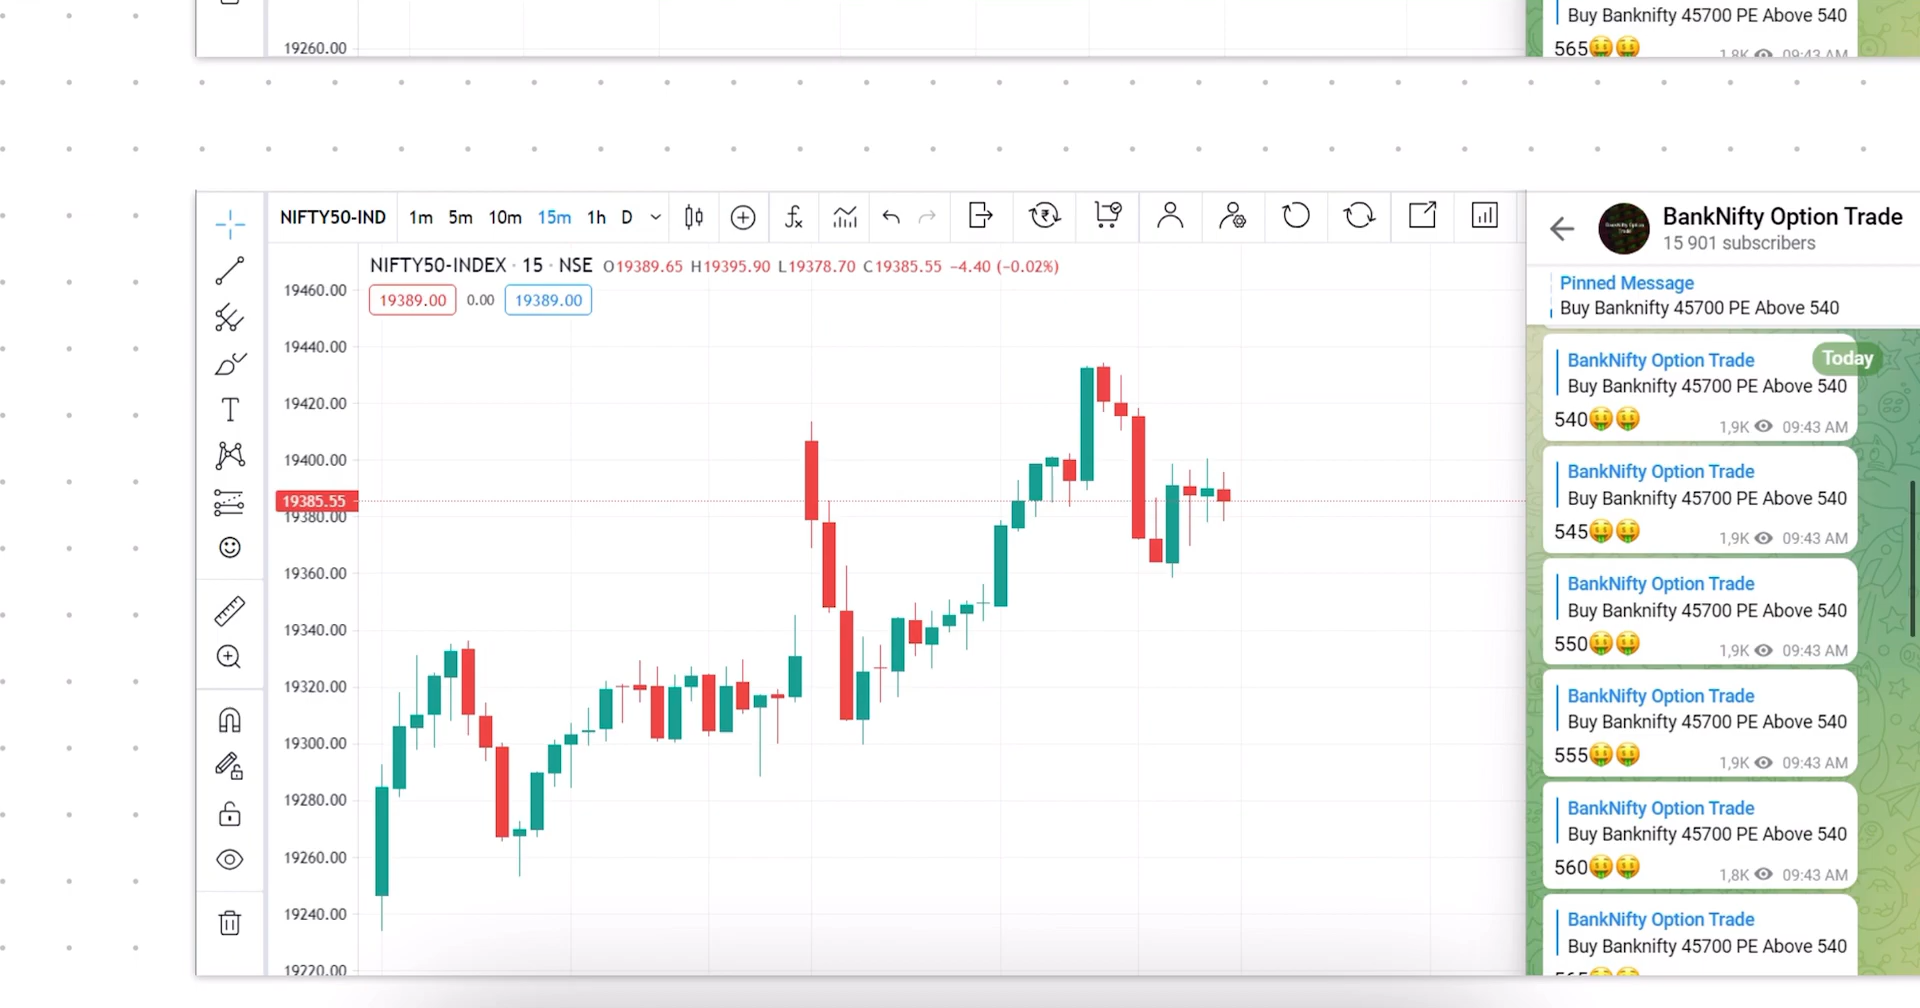 19260.00
Buy Banknifty 45700 PE Above 540
565🤑🤑
1,8K 09:43 AM
NIFTY50-IND 1m 5m 10m 15m 1h D
NIFTY50-INDEX · 15 · NSE O19389.65 H19395.90 L19378.70 C19385.55 −4.40 (−0.02%)
19389.00 0.00 19389.00
19460.00
19440.00
19420.00
19400.00
19385.55
19380.00
19360.00
19340.00
19320.00
19300.00
19280.00
19260.00
19240.00
19220.00
BankNifty Option Trade
15 901 subscribers
Pinned Message
Buy Banknifty 45700 PE Above 540
Today
BankNifty Option Trade
Buy Banknifty 45700 PE Above 540
540🤑🤑
1,9K 09:43 AM
BankNifty Option Trade
Buy Banknifty 45700 PE Above 540
545🤑🤑
1,9K 09:43 AM
BankNifty Option Trade
Buy Banknifty 45700 PE Above 540
550🤑🤑
1,9K 09:43 AM
BankNifty Option Trade
Buy Banknifty 45700 PE Above 540
555🤑🤑
1,9K 09:43 AM
BankNifty Option Trade
Buy Banknifty 45700 PE Above 540
560🤑🤑
1,8K 09:43 AM
BankNifty Option Trade
Buy Banknifty 45700 PE Above 540